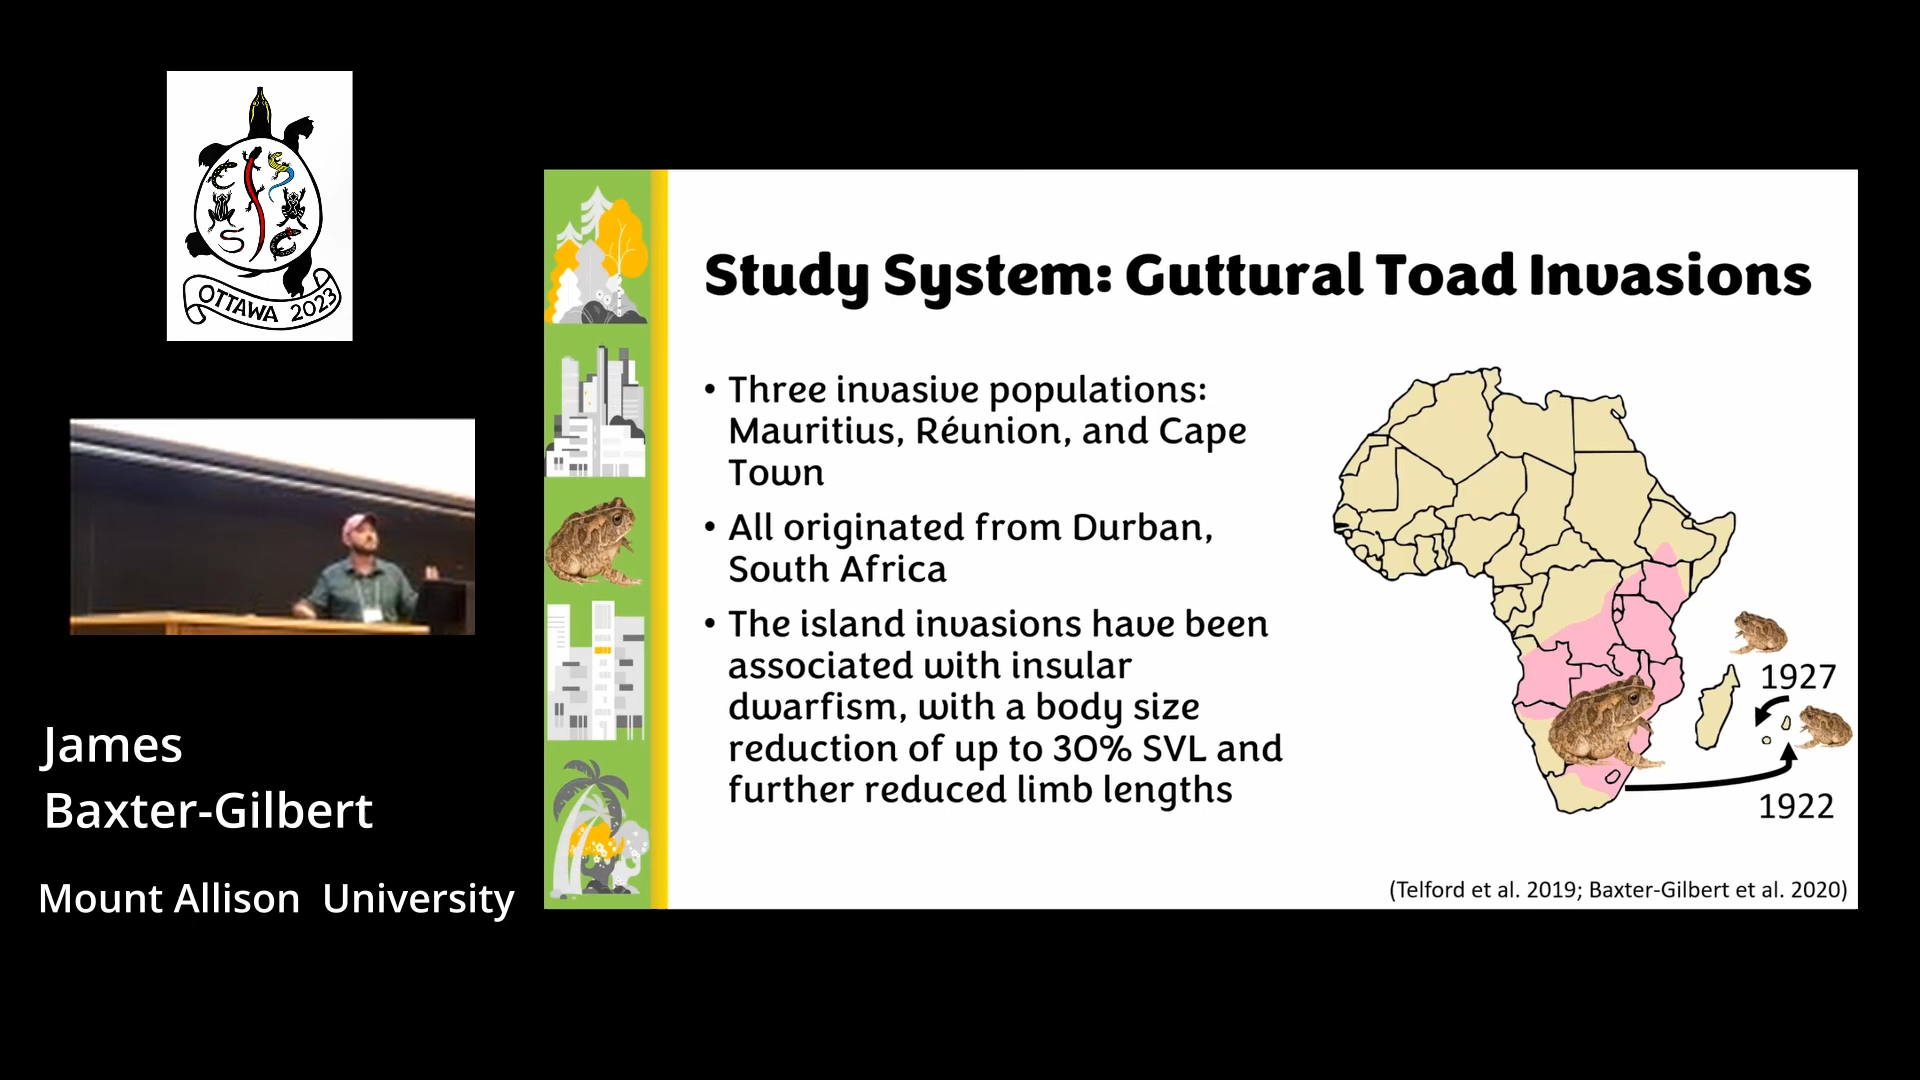 OTTAWA 2023
James
Baxter-Gilbert
Mount Allison University
Study System: Guttural Toad Invasions
• Three invasive populations:
Mauritius, Réunion, and Cape
Town
• All originated from Durban,
South Africa
• The island invasions have been
associated with insular
dwarfism, with a body size
reduction of up to 30% SVL and
further reduced limb lengths
1927
1922
(Telford et al. 2019; Baxter-Gilbert et al. 2020)